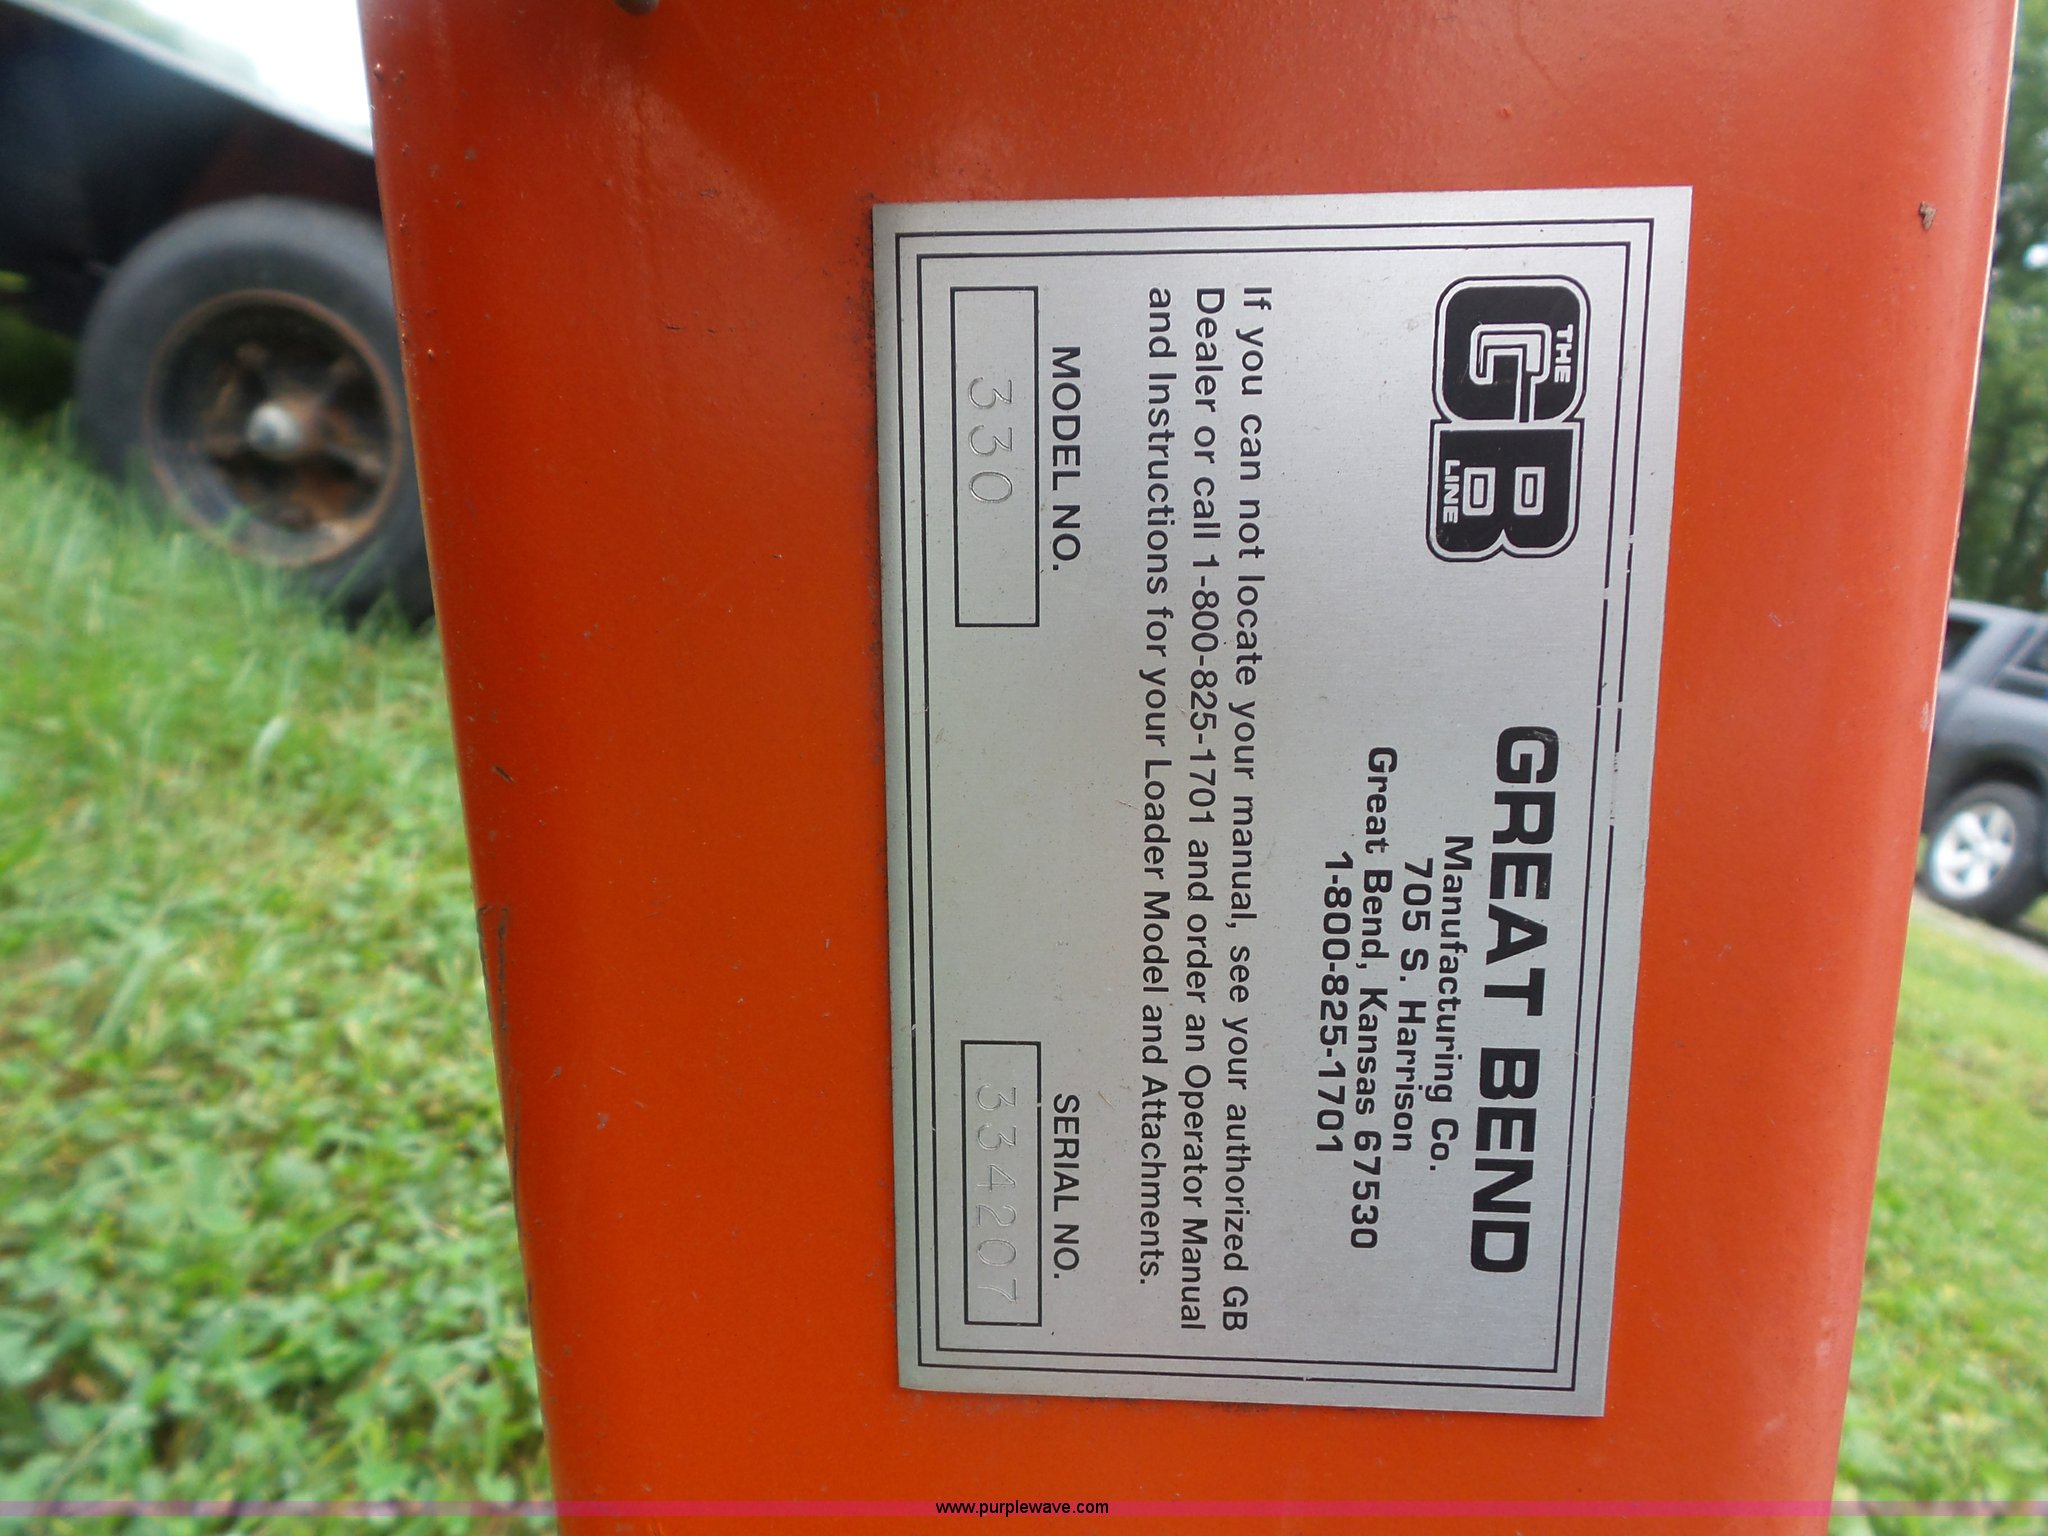 THE
GB
LINE
GREAT BEND
Manufacturing Co.
705 S. Harrison
Great Bend, Kansas 67530
1-800-825-1701
If you can not locate your manual, see your authorized GB
Dealer or call 1-800-825-1701 and order an Operator Manual
and Instructions for your Loader Model and Attachments.
MODEL NO.
330
SERIAL NO.
334207
www.purplewave.com